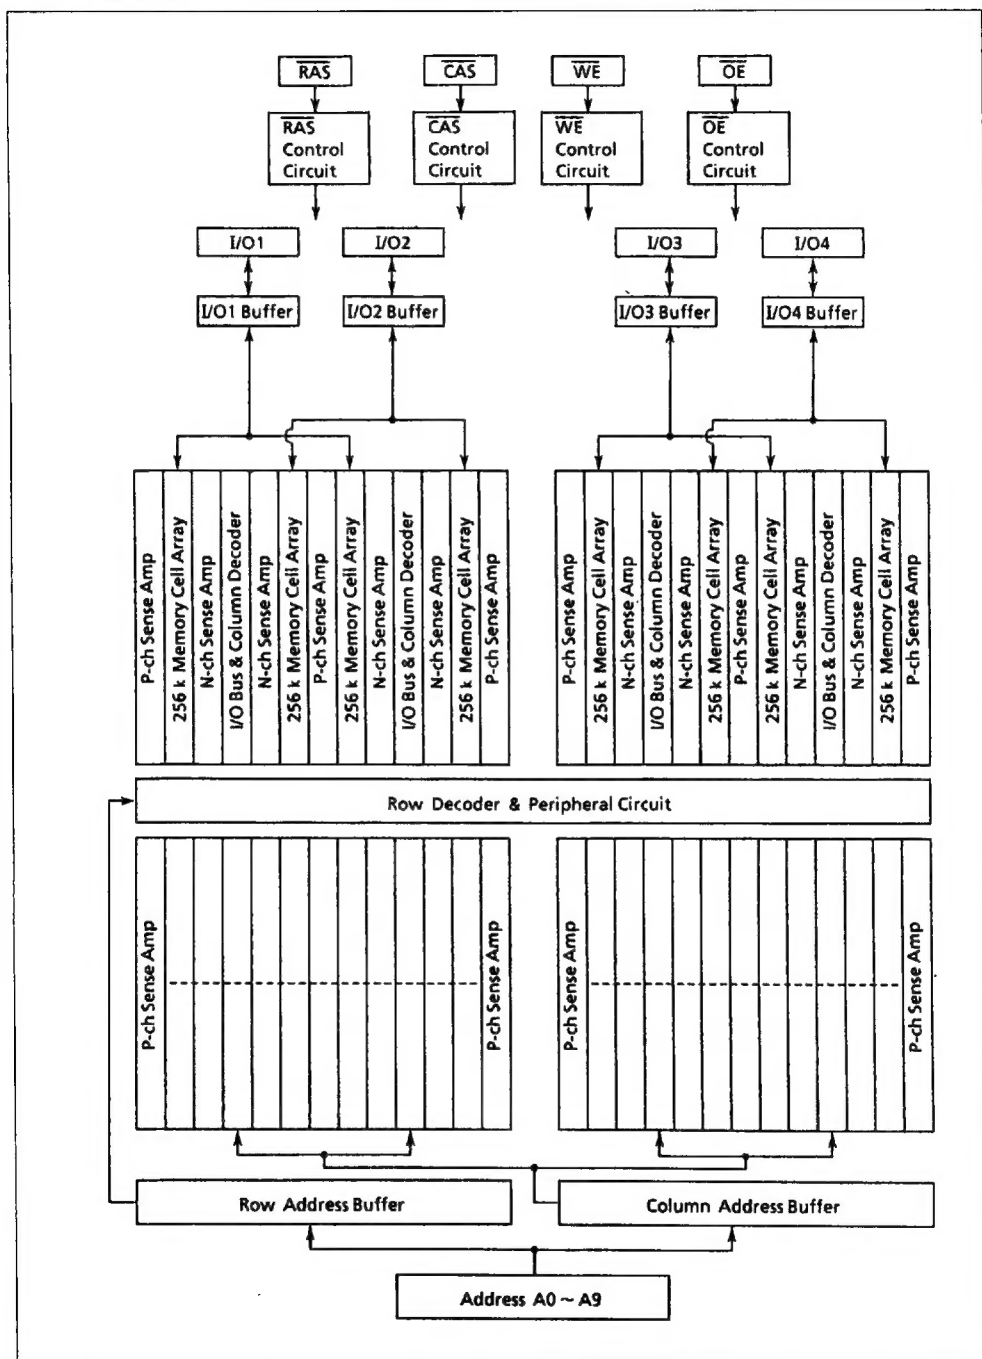 RAS
CAS
WE
OE
RAS
Control
Circuit
CAS
Control
Circuit
WE
Control
Circuit
OE
Control
Circuit
I/O1
I/O2
I/O3
I/O4
I/O1 Buffer
I/O2 Buffer
I/O3 Buffer
I/O4 Buffer
P-ch Sense Amp
256 k Memory Cell Array
N-ch Sense Amp
I/O Bus & Column Decoder
N-ch Sense Amp
256 k Memory Cell Array
P-ch Sense Amp
256 k Memory Cell Array
N-ch Sense Amp
I/O Bus & Column Decoder
N-ch Sense Amp
256 k Memory Cell Array
P-ch Sense Amp
P-ch Sense Amp
256 k Memory Cell Array
N-ch Sense Amp
I/O Bus & Column Decoder
N-ch Sense Amp
256 k Memory Cell Array
P-ch Sense Amp
256 k Memory Cell Array
N-ch Sense Amp
I/O Bus & Column Decoder
N-ch Sense Amp
256 k Memory Cell Array
P-ch Sense Amp
Row Decoder & Peripheral Circuit
P-ch Sense Amp
P-ch Sense Amp
P-ch Sense Amp
P-ch Sense Amp
Row Address Buffer
Column Address Buffer
Address A0 ~ A9